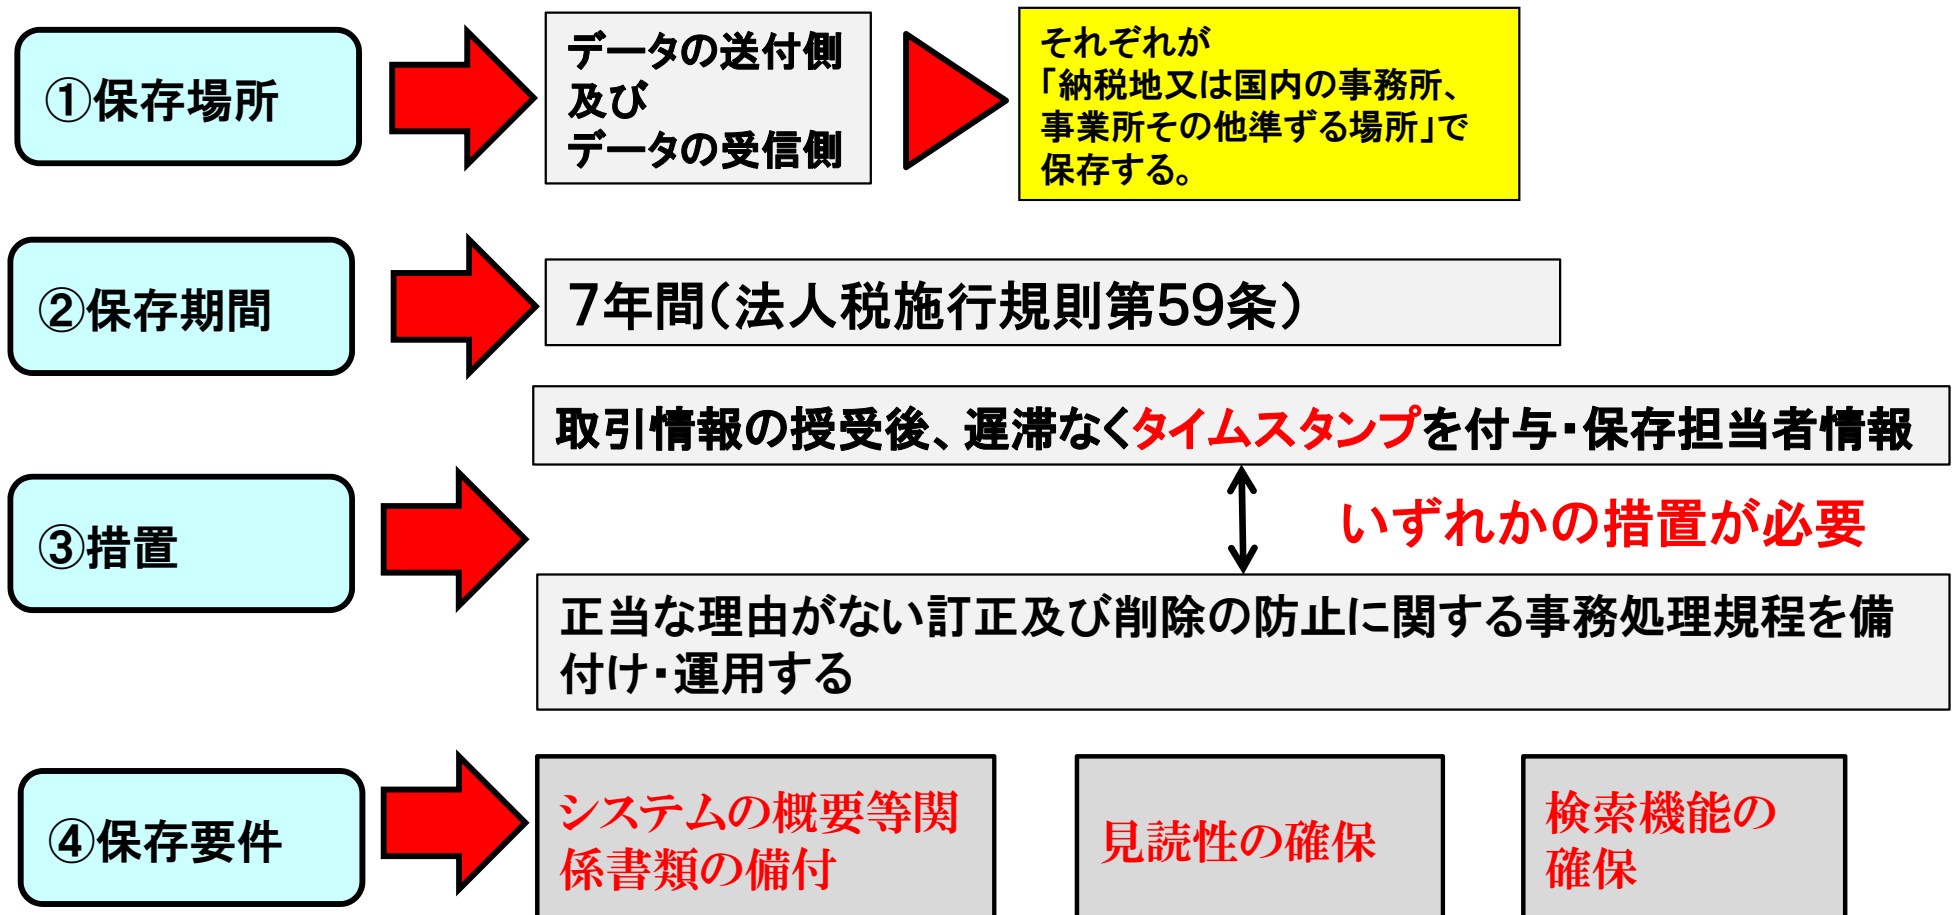 ①保存場所
データの送付側
及び
データの受信側
それぞれが
「納税地又は国内の事務所、
事業所その他準ずる場所」で
保存する。
②保存期間
7年間（法人税施行規則第59条）
取引情報の授受後、遅滞なくタイムスタンプを付与・保存担当者情報
③措置
いずれかの措置が必要
正当な理由がない訂正及び削除の防止に関する事務処理規程を備
付け・運用する
④保存要件
システムの概要等関
係書類の備付
見読性の確保
検索機能の
確保